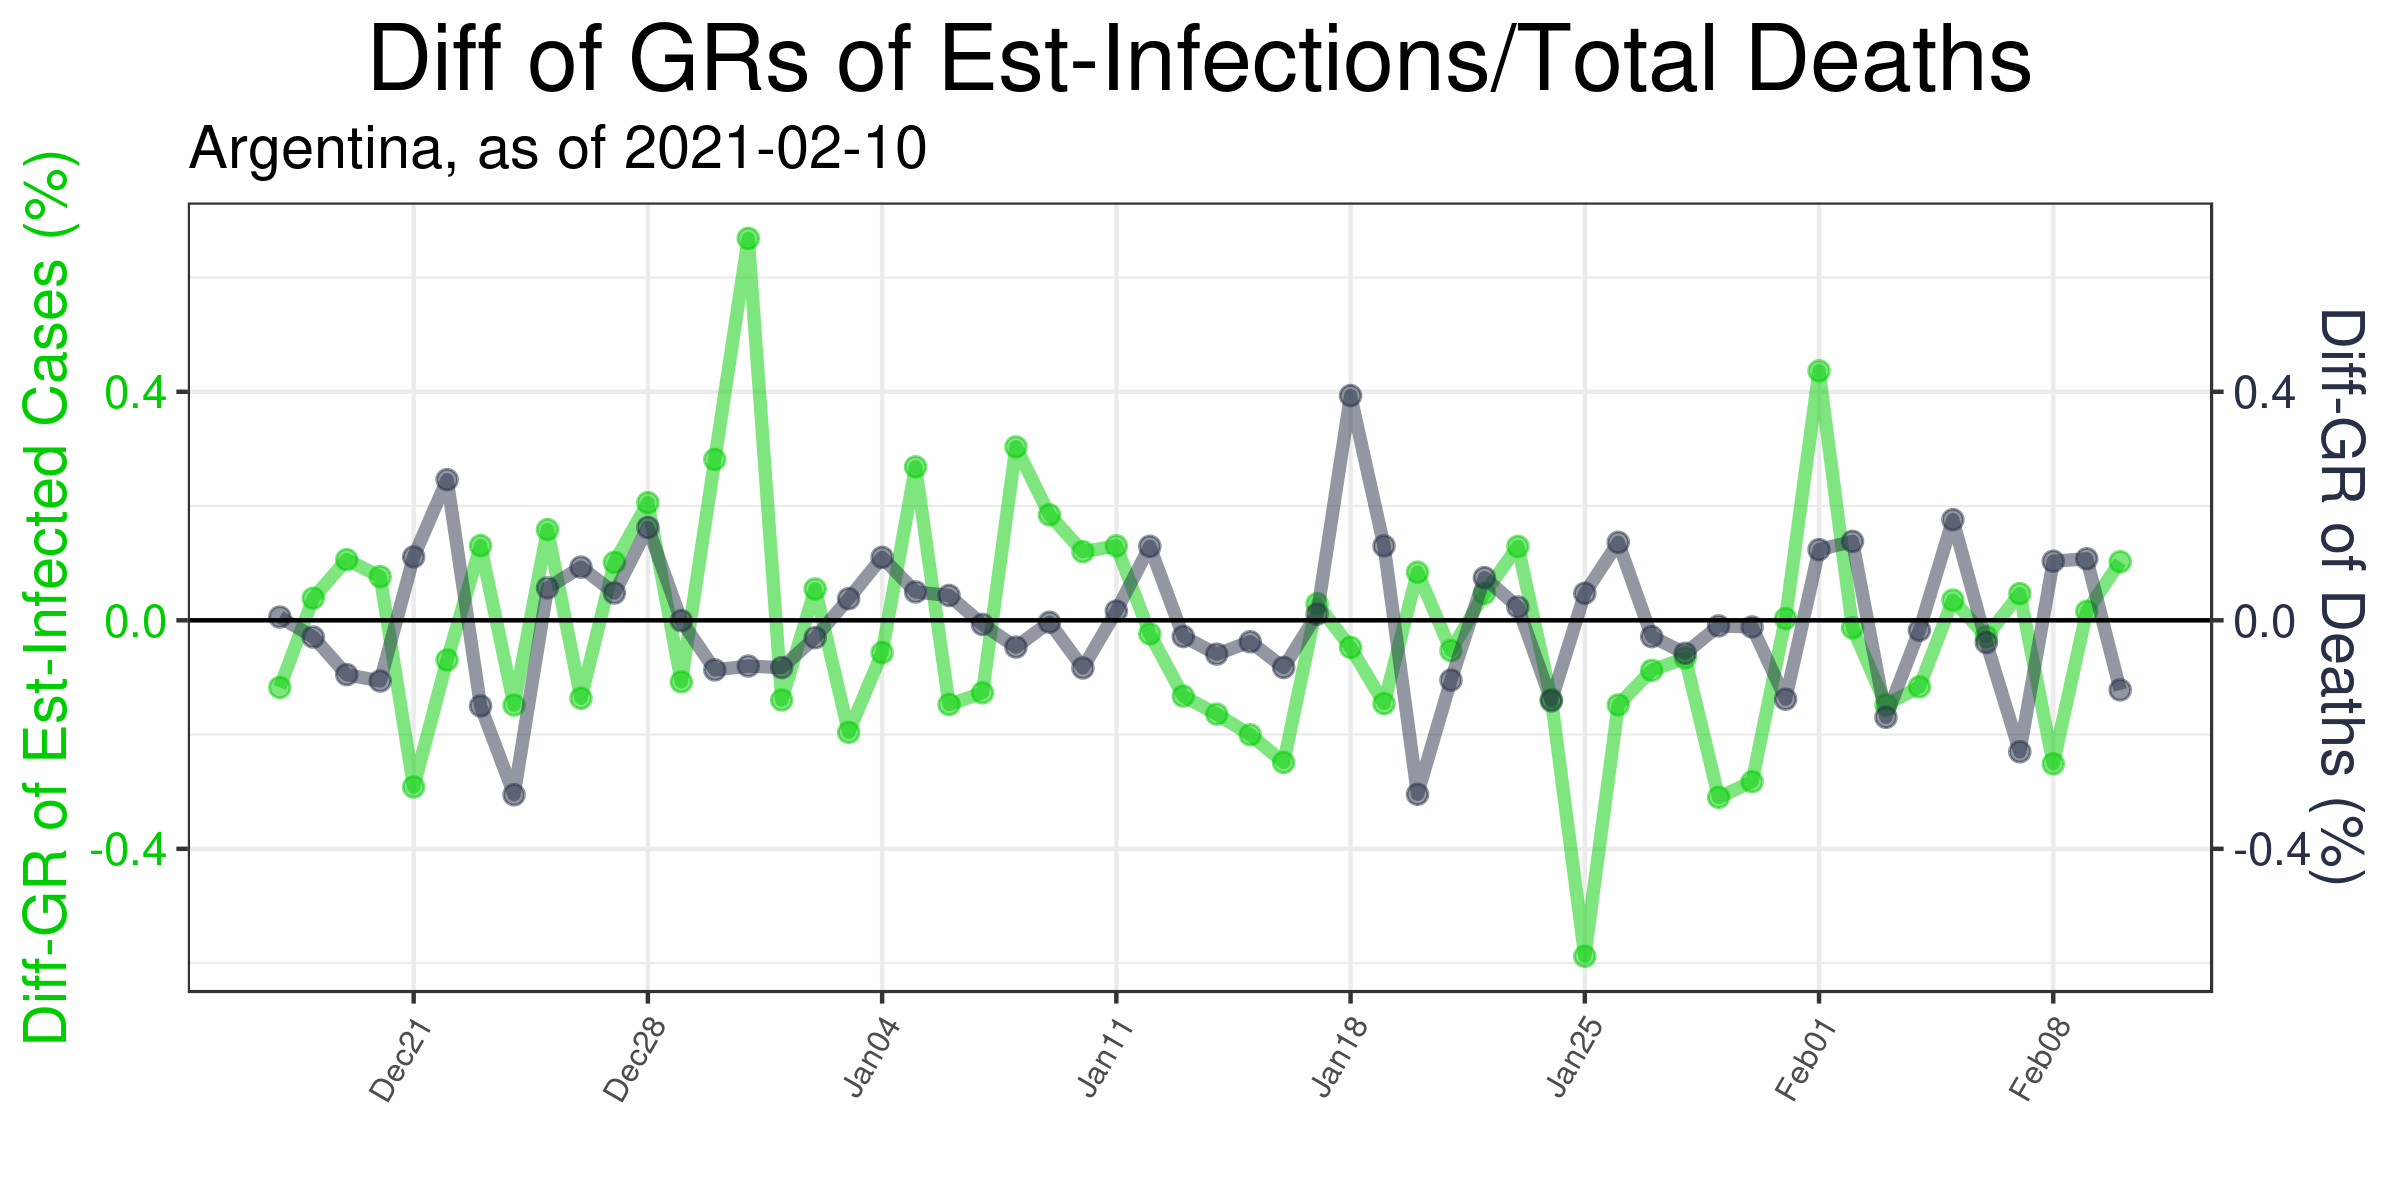 Diff of GRs of Est-Infections/Total Deaths
Argentina, as of 2021-02-10
Diff-GR of Est-Infected Cases (%)
0.4
0.0
-0.4
0.4
0.0
-0.4
Diff-GR of Deaths (%)
Dec21
Dec28
Jan04
Jan11
Jan18
Jan25
Feb01
Feb08